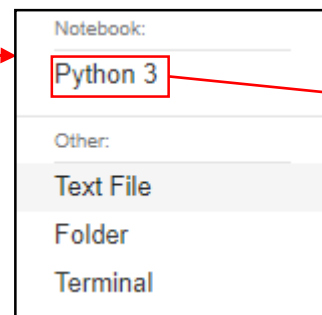 Notebook:
Python 3
Other:
Text File
Folder
Terminal